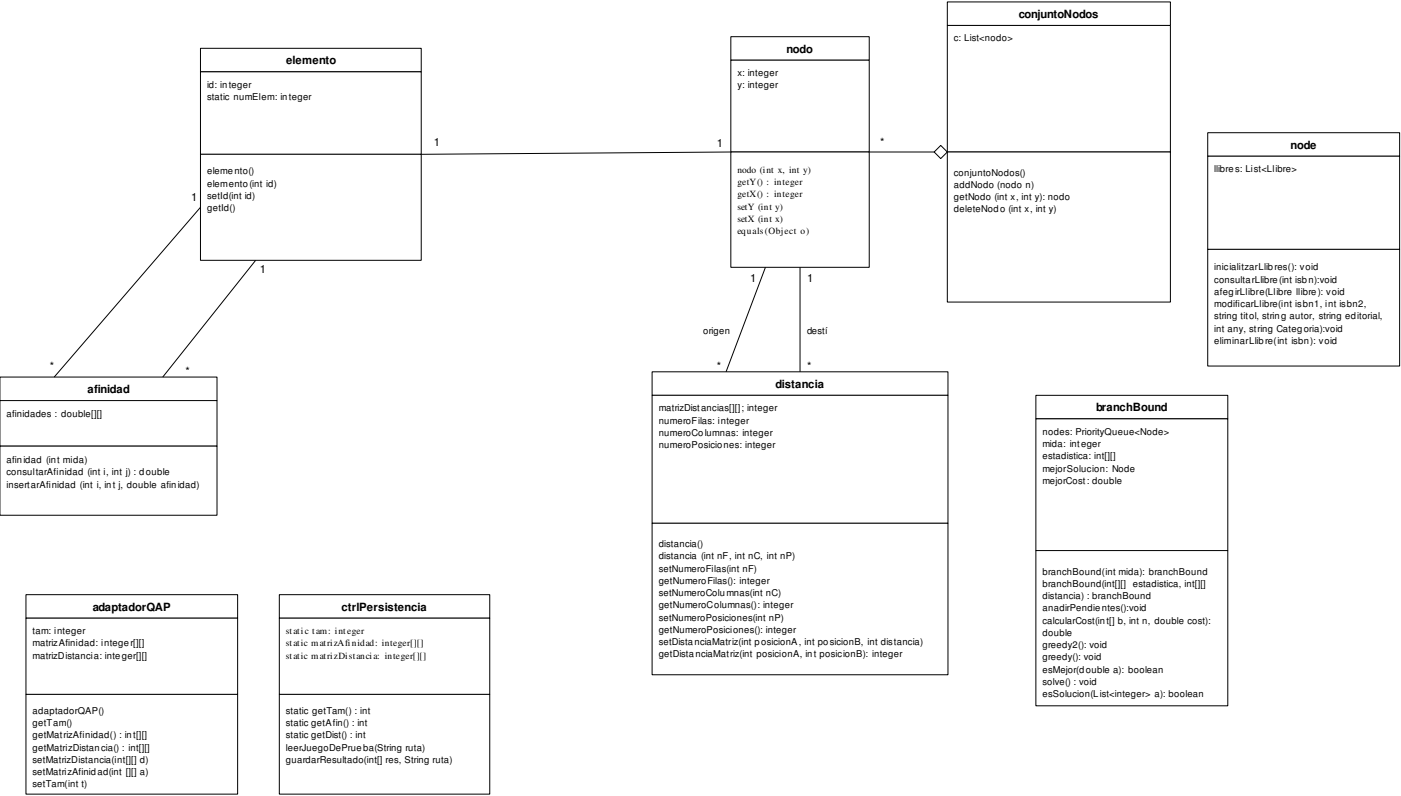 conjuntoNodos
c: List<nodo>
conjuntoNodos()
addNodo (nodo n)
getNodo (int x, int y): nodo
deleteNodo (int x, int y)
elemento
id: integer
static numElem: integer
elemento()
elemento(int id)
setId(int id)
getId()
1
1
nodo
x: integer
y: integer
nodo (int x, int y)
getY() : integer
getX() : integer
setY (int y)
setX (int x)
equals(Object o)
*
node
llibres: List<Llibre>
inicialitzarLlibres(): void
consultarLlibre(int isbn):void
afegirLlibre(Llibre llibre): void
modificarLlibre(int isbn1, int isbn2,
string titol, string autor, string editorial,
int any, string Categoria):void
eliminarLlibre(int isbn): void
1
1
*
*
1
1
origen
destí
*
*
afinidad
afinidades : double[][]
afinidad (int mida)
consultarAfinidad (int i, int j) : double
insertarAfinidad (int i, int j, double afinidad)
distancia
matrizDistancias[][]; integer
numeroFilas: integer
numeroColumnas: integer
numeroPosiciones: integer
distancia()
distancia (int nF, int nC, int nP)
setNumeroFilas(int nF)
getNumeroFilas(): integer
setNumeroColumnas(int nC)
getNumeroColumnas(): integer
setNumeroPosiciones(int nP)
getNumeroPosiciones(): integer
setDistanciaMatriz(int posicionA, int posicionB, int distancia)
getDistanciaMatriz(int posicionA, int posicionB): integer
branchBound
nodes: PriorityQueue<Node>
mida: integer
estadistica: int[][]
mejorSolucion: Node
mejorCost: double
branchBound(int mida): branchBound
branchBound(int[][] estadistica, int[][]
distancia) : branchBound
anadirPendientes():void
calcularCost(int[] b, int n, double cost):
double
greedy2(): void
greedy(): void
esMejor(double a): boolean
solve() : void
esSolucion(List<integer> a): boolean
adaptadorQAP
tam: integer
matrizAfinidad: integer[][]
matrizDistancia: integer[][]
adaptadorQAP()
getTam()
getMatrizAfinidad() : int[][]
getMatrizDistancia() : int[][]
setMatrizDistancia(int[][] d)
setMatrizAfinidad(int [][] a)
setTam(int t)
ctrlPersistencia
static tam: integer
static matrizAfinidad: integer[][]
static matrizDistancia: integer[][]
static getTam() : int
static getAfin() : int
static getDist() : int
leerJuegoDePrueba(String ruta)
guardarResultado(int[] res, String ruta)